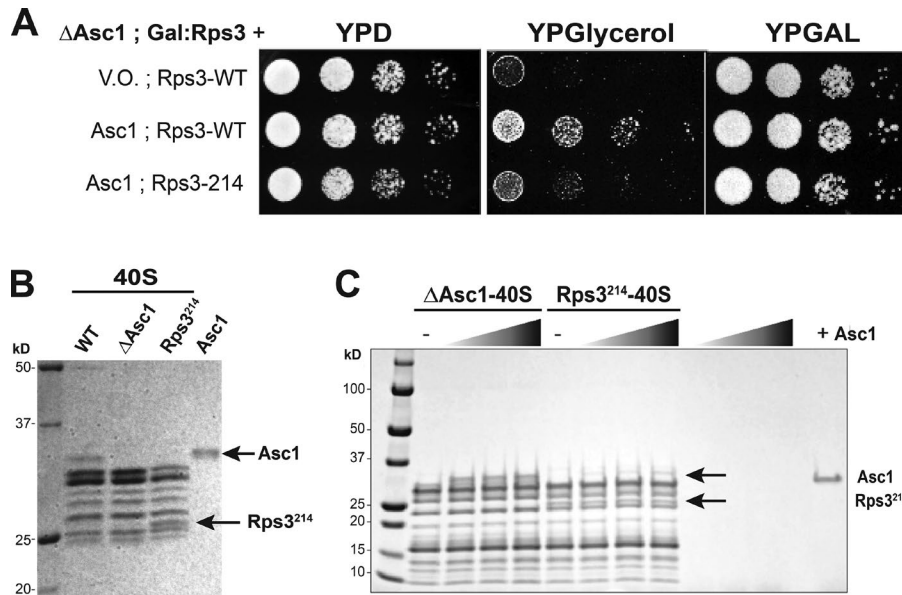 A
ΔAsc1 ; Gal:Rps3 +
YPD
YPGlycerol
YPGAL
V.O. ; Rps3-WT
Asc1 ; Rps3-WT
Asc1 ; Rps3-214
B
40S
WT
ΔAsc1
Rps3²¹⁴
Asc1
kD
50-
37-
25-
20-
Asc1
Rps3²¹⁴
C
ΔAsc1-40S
Rps3²¹⁴-40S
-
-
+ Asc1
kD
100-
50-
37-
25-
20-
15-
10-
Asc1
Rps3²¹